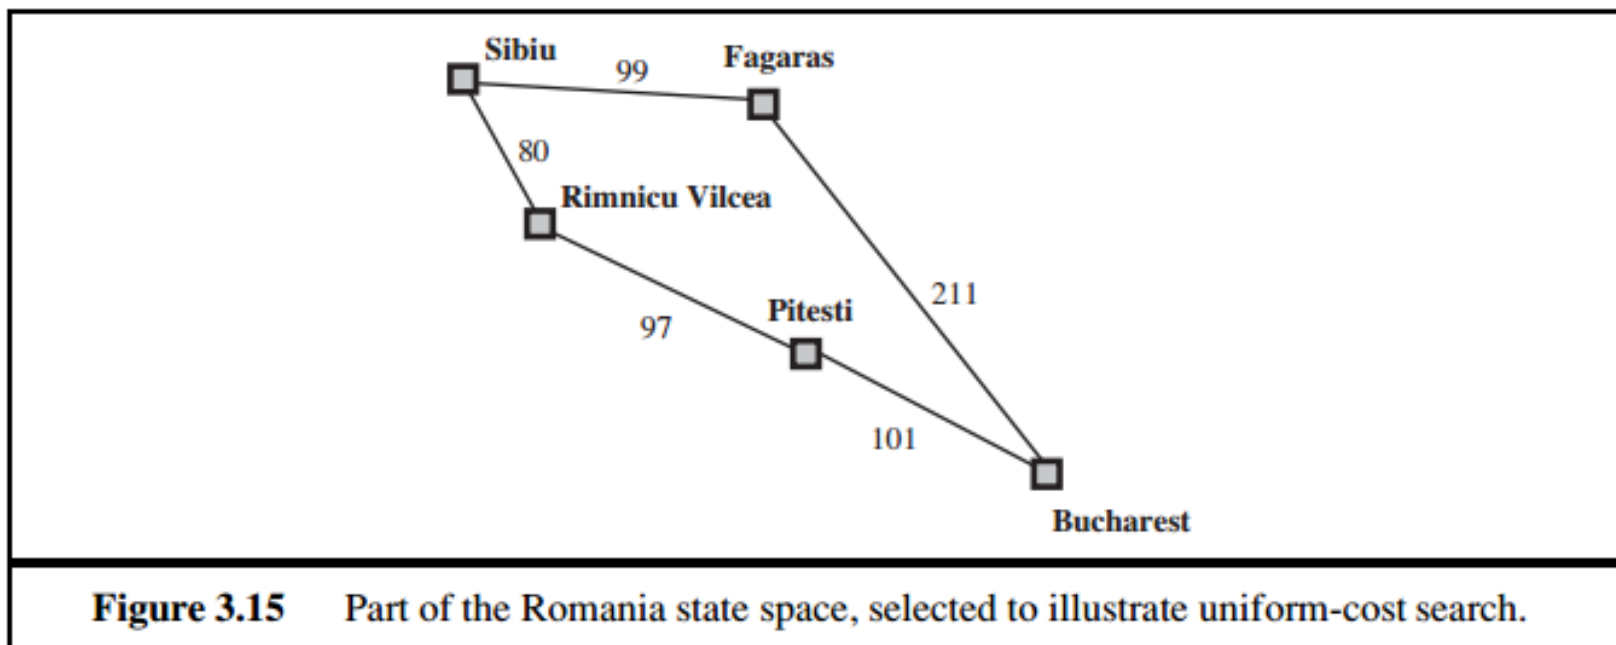 Sibiu
Fagaras
99
80
Rimnicu Vilcea
211
Pitesti
97
101
Bucharest
Figure 3.15 Part of the Romania state space, selected to illustrate uniform-cost search.